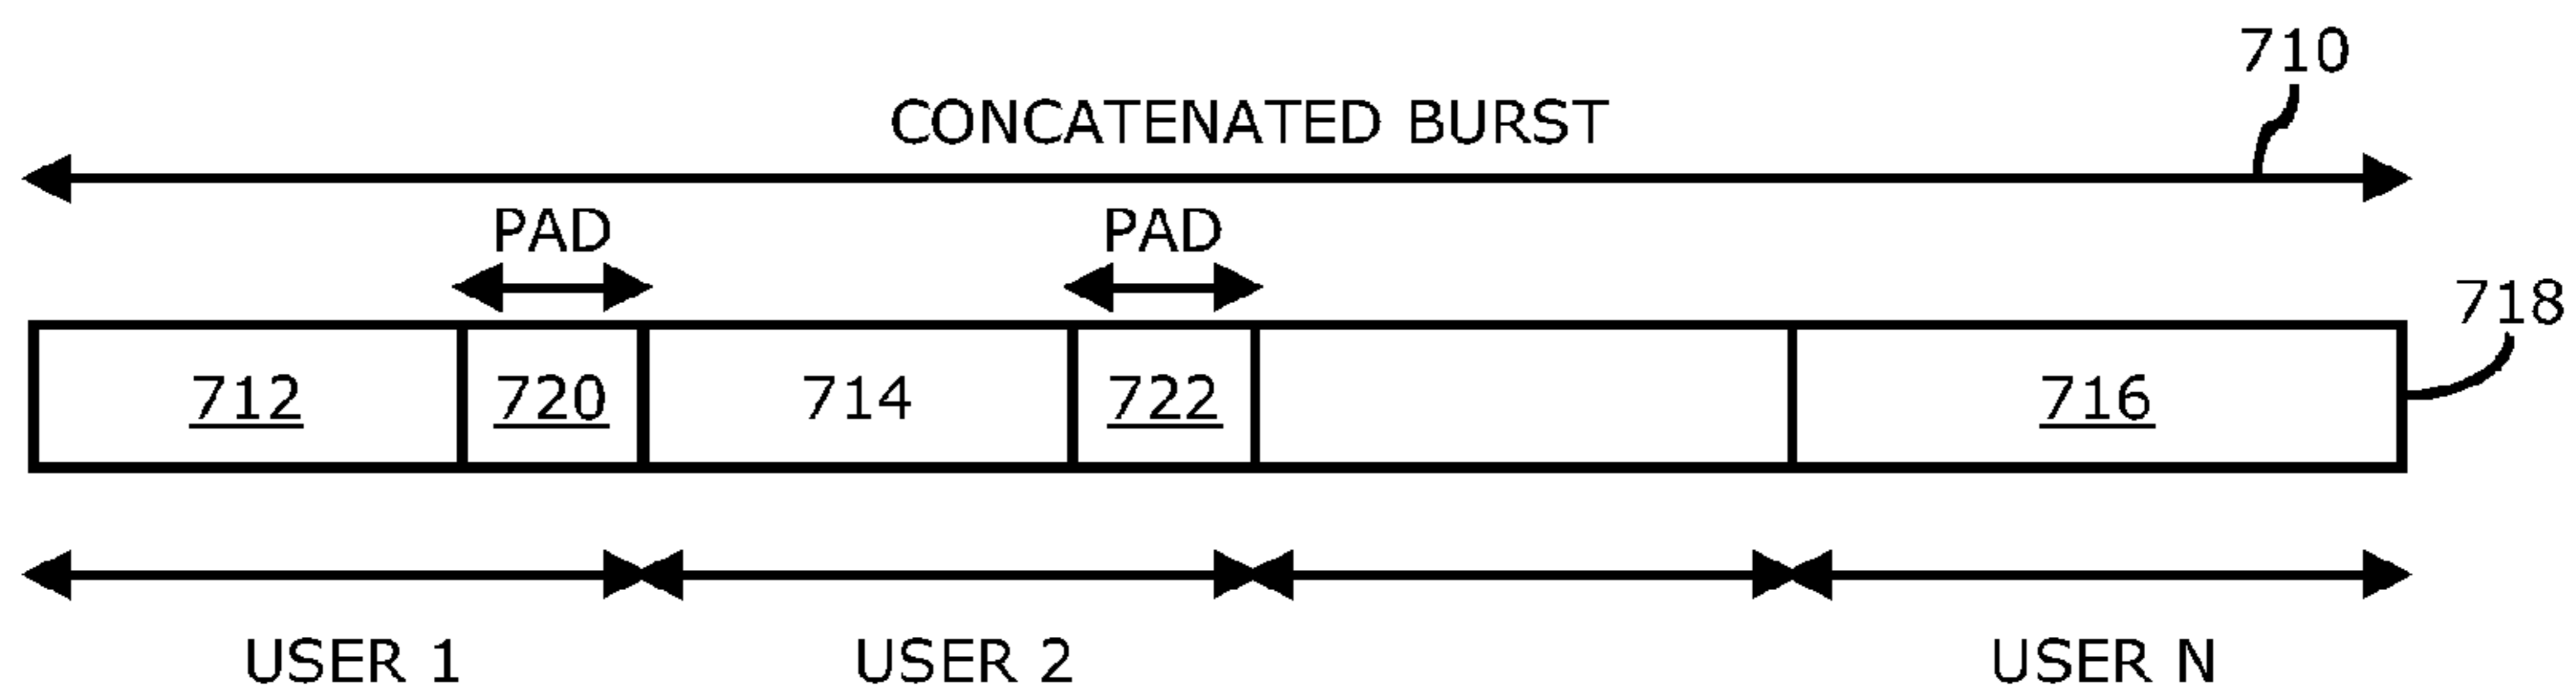 710
CONCATENATED BURST
PAD PAD
718
712 720 714 722 716
USER 1 USER 2 USER N